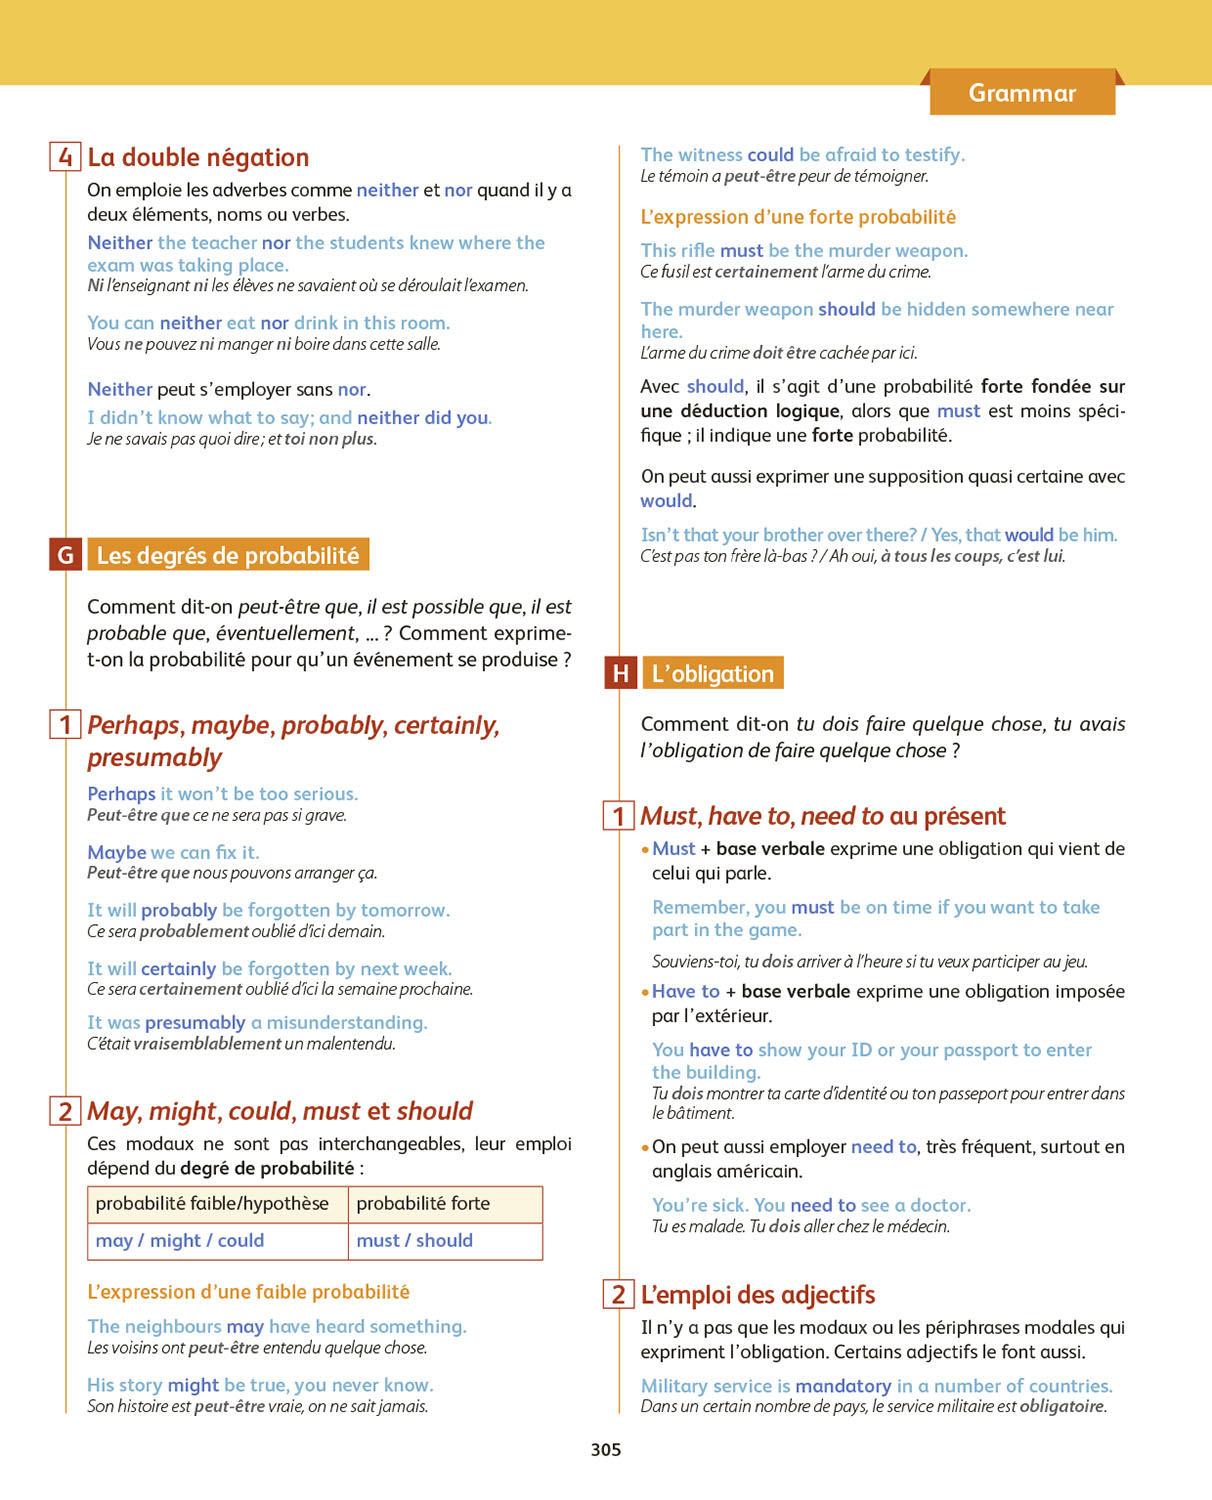 Grammar
4 La double négation
On emploie les adverbes comme neither et nor quand il y a
deux éléments, noms ou verbes.
Neither the teacher nor the students knew where the
exam was taking place.
Ni l’enseignant ni les élèves ne savaient où se déroulait l’examen.
You can neither eat nor drink in this room.
Vous ne pouvez ni manger ni boire dans cette salle.
Neither peut s’employer sans nor.
I didn’t know what to say; and neither did you.
Je ne savais pas quoi dire ; et toi non plus.
G Les degrés de probabilité
Comment dit-on peut-être que, il est possible que, il est
probable que, éventuellement, ... ? Comment exprime-
t-on la probabilité pour qu’un événement se produise ?
1 Perhaps, maybe, probably, certainly,
presumably
Perhaps it won’t be too serious.
Peut-être que ce ne sera pas si grave.
Maybe we can fix it.
Peut-être que nous pouvons arranger ça.
It will probably be forgotten by tomorrow.
Ce sera probablement oublié d’ici demain.
It will certainly be forgotten by next week.
Ce sera certainement oublié d’ici la semaine prochaine.
It was presumably a misunderstanding.
C’était vraisemblablement un malentendu.
2 May, might, could, must et should
Ces modaux ne sont pas interchangeables, leur emploi
dépend du degré de probabilité :
probabilité faible/hypothèse probabilité forte
may / might / could must / should
L’expression d’une faible probabilité
The neighbours may have heard something.
Les voisins ont peut-être entendu quelque chose.
His story might be true, you never know.
Son histoire est peut-être vraie, on ne sait jamais.
The witness could be afraid to testify.
Le témoin a peut-être peur de témoigner.
L’expression d’une forte probabilité
This rifle must be the murder weapon.
Ce fusil est certainement l’arme du crime.
The murder weapon should be hidden somewhere near
here.
L’arme du crime doit être cachée par ici.
Avec should, il s’agit d’une probabilité forte fondée sur
une déduction logique, alors que must est moins spéci-
fique ; il indique une forte probabilité.
On peut aussi exprimer une supposition quasi certaine avec
would.
Isn’t that your brother over there? / Yes, that would be him.
C’est pas ton frère là-bas ? / Ah oui, à tous les coups, c’est lui.
H L’obligation
Comment dit-on tu dois faire quelque chose, tu avais
l’obligation de faire quelque chose ?
1 Must, have to, need to au présent
• Must + base verbale exprime une obligation qui vient de
celui qui parle.
Remember, you must be on time if you want to take
part in the game.
Souviens-toi, tu dois arriver à l’heure si tu veux participer au jeu.
• Have to + base verbale exprime une obligation imposée
par l’extérieur.
You have to show your ID or your passport to enter
the building.
Tu dois montrer ta carte d’identité ou ton passeport pour entrer dans
le bâtiment.
• On peut aussi employer need to, très fréquent, surtout en
anglais américain.
You’re sick. You need to see a doctor.
Tu es malade. Tu dois aller chez le médecin.
2 L’emploi des adjectifs
Il n’y a pas que les modaux ou les périphrases modales qui
expriment l’obligation. Certains adjectifs le font aussi.
Military service is mandatory in a number of countries.
Dans un certain nombre de pays, le service militaire est obligatoire.
305